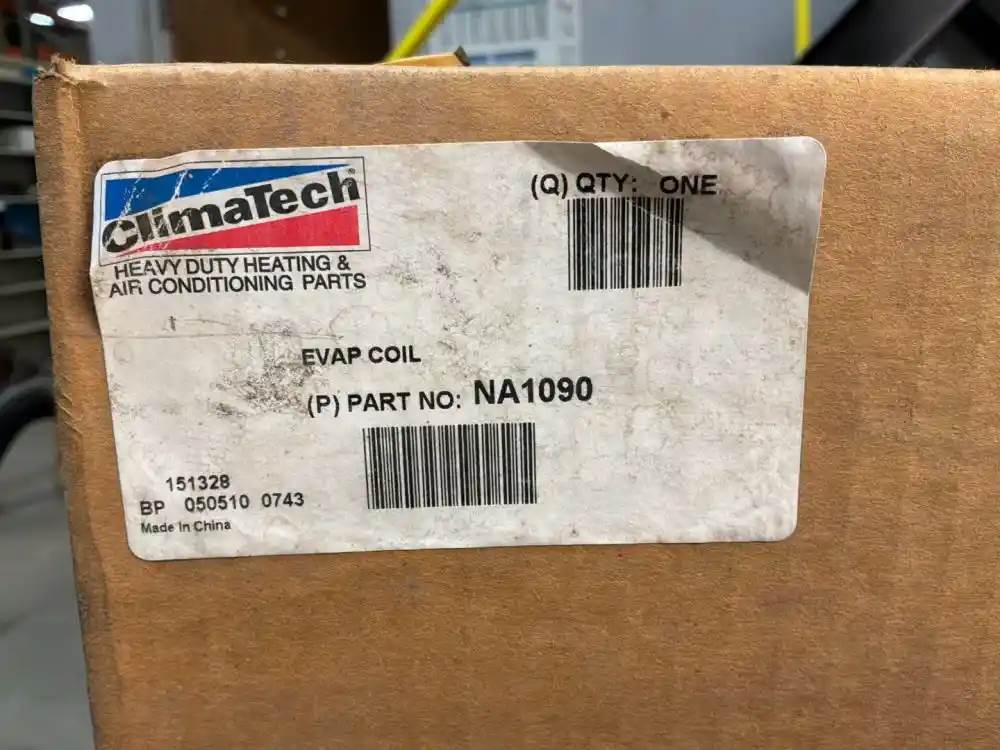 ClimaTech®
HEAVY DUTY HEATING &
AIR CONDITIONING PARTS
(Q) QTY: ONE
EVAP COIL
(P) PART NO: NA1090
151328
BP 050510 0743
Made In China